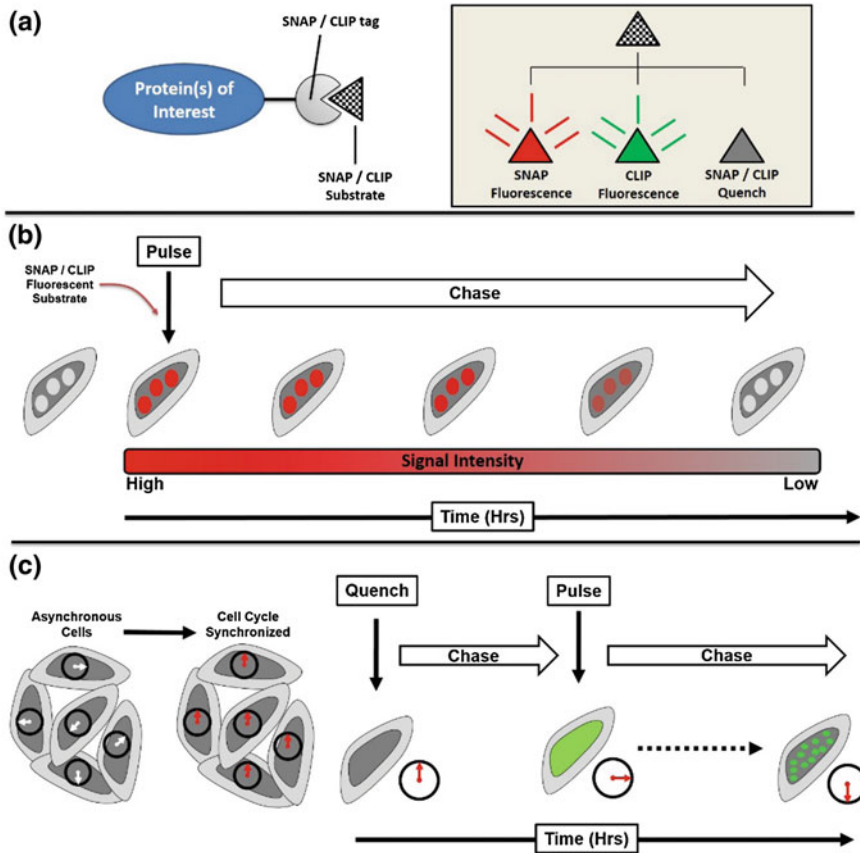 (a)
SNAP / CLIP tag
Protein(s) of
Interest
SNAP / CLIP
Substrate
SNAP
Fluorescence
CLIP
Fluorescence
SNAP / CLIP
Quench
(b)
Pulse
SNAP / CLIP
Fluorescent
Substrate
Chase
Signal Intensity
High
Low
Time (Hrs)
(c)
Asynchronous
Cells
Cell Cycle
Synchronized
Quench
Pulse
Chase
Chase
Time (Hrs)